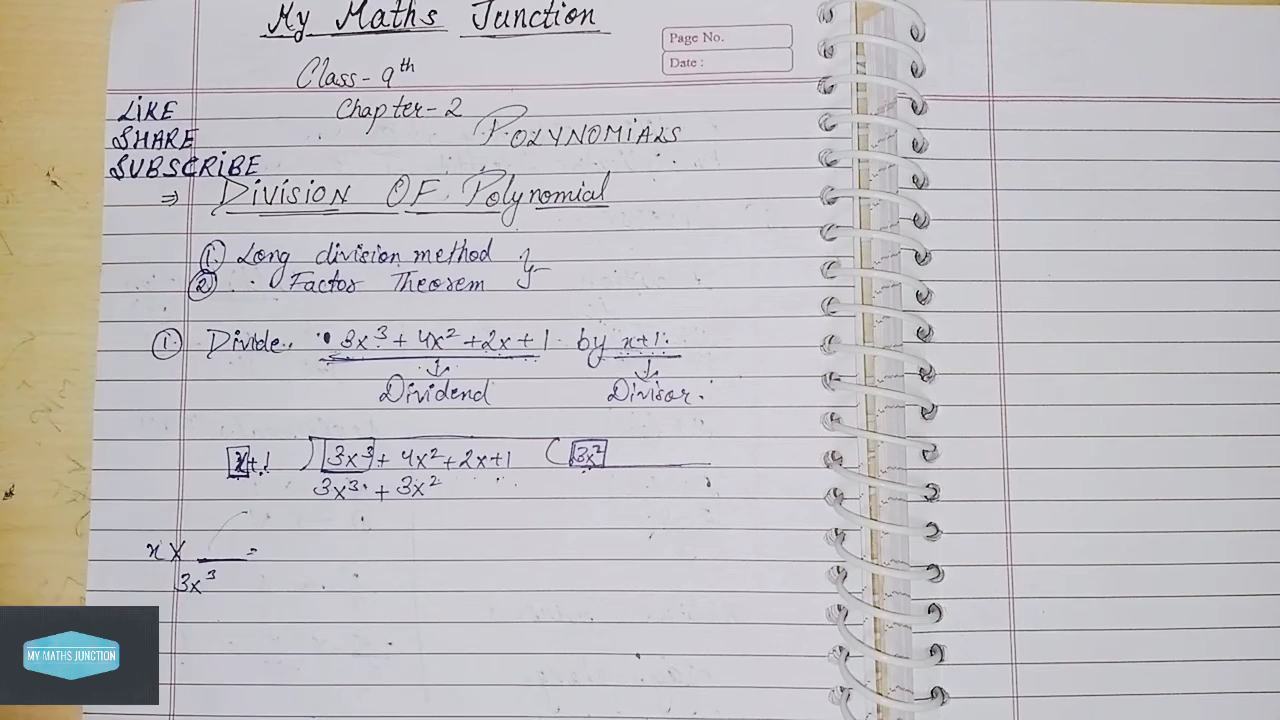 My Maths Junction
Page No.
Date :
Class-9th
Chapter-2
POLYNOMIALS
LIKE
SHARE
SUBSCRIBE
⇒ DIVISION OF Polynomial
① Long division method
② Factor Theorem
① Divide 3x³ + 4x² + 2x + 1 by x+1.
Dividend Divisor.
x+1 ) 3x³ + 4x² + 2x + 1 ( 3x²
3x³ + 3x²
x × __ =
3x³
MY MATHS JUNCTION